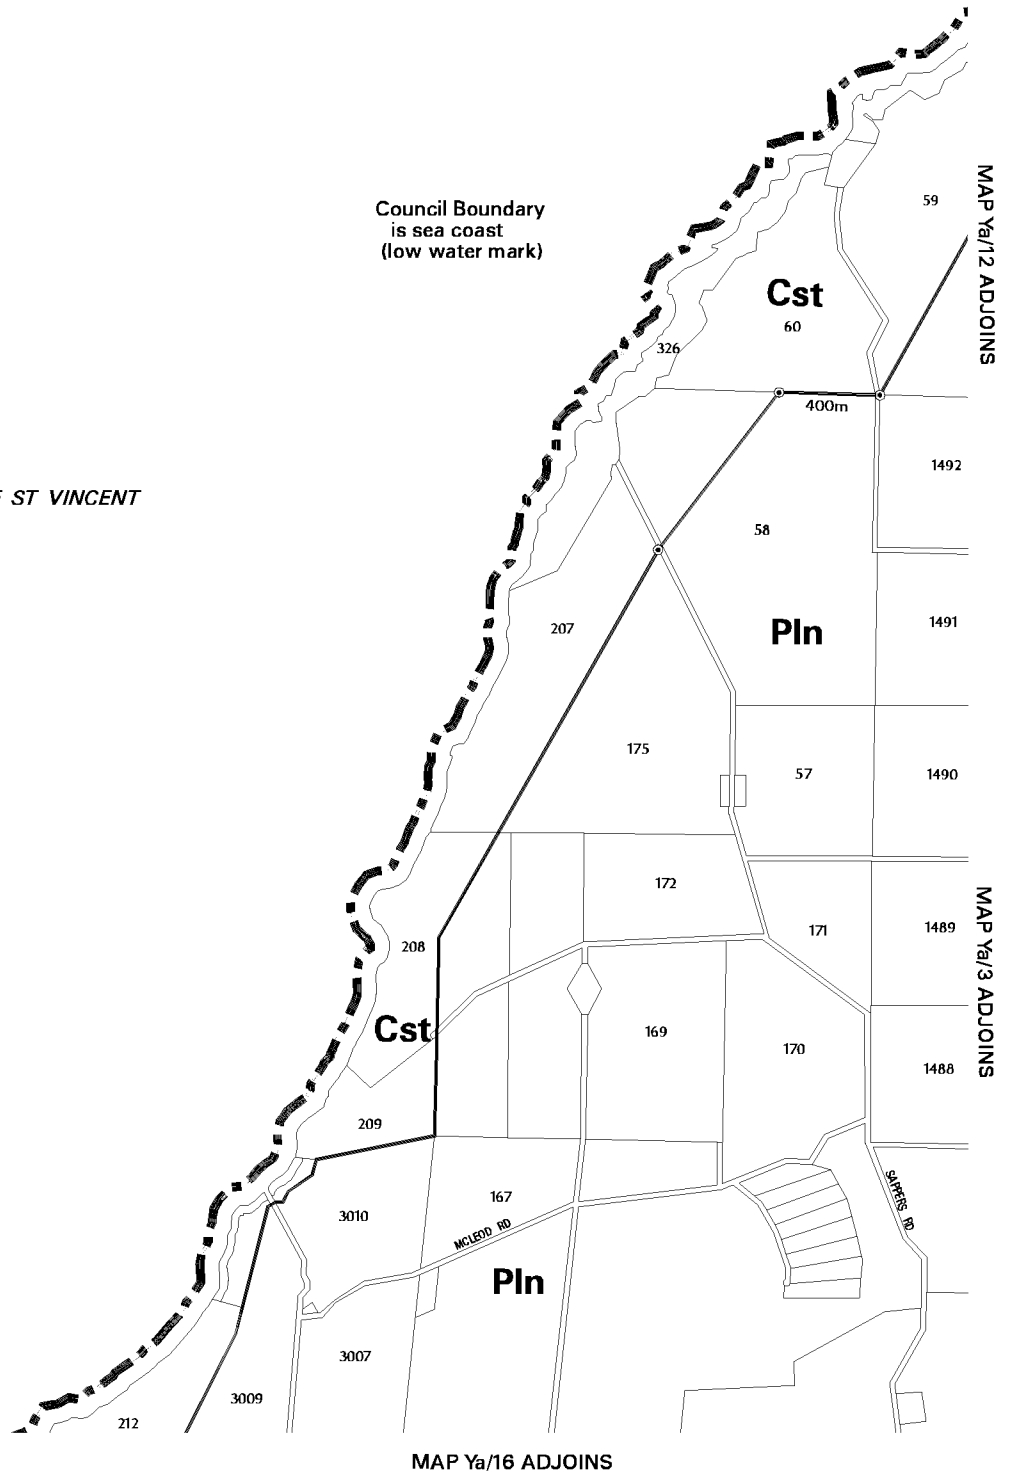 MAP Ya/12 ADJOINS
59
Council Boundary
is sea coast
(low water mark)
Cst
60
326
400m
1492
ST VINCENT
58
207
1491
Pln
175
57
1490
172
171
1489
208
MAP Ya/3 ADJOINS
Cst
169
170
1488
209
167
SAPPERS RD
3010
MCLEOD RD
Pln
3007
3009
212
MAP Ya/16 ADJOINS